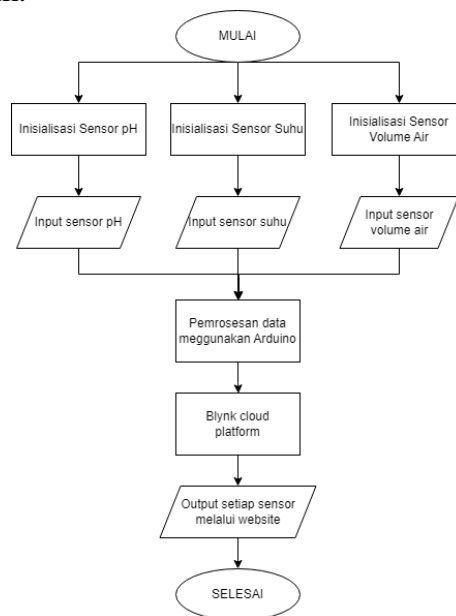 MULAI
Inisialisasi Sensor pH
Inisialisasi Sensor Suhu
Inisialisasi Sensor
Volume Air
Input sensor pH
Input sensor suhu
Input sensor
volume air
Pemrosesan data
meggunakan Arduino
Blynk cloud
platform
Output setiap sensor
melalui website
SELESAI